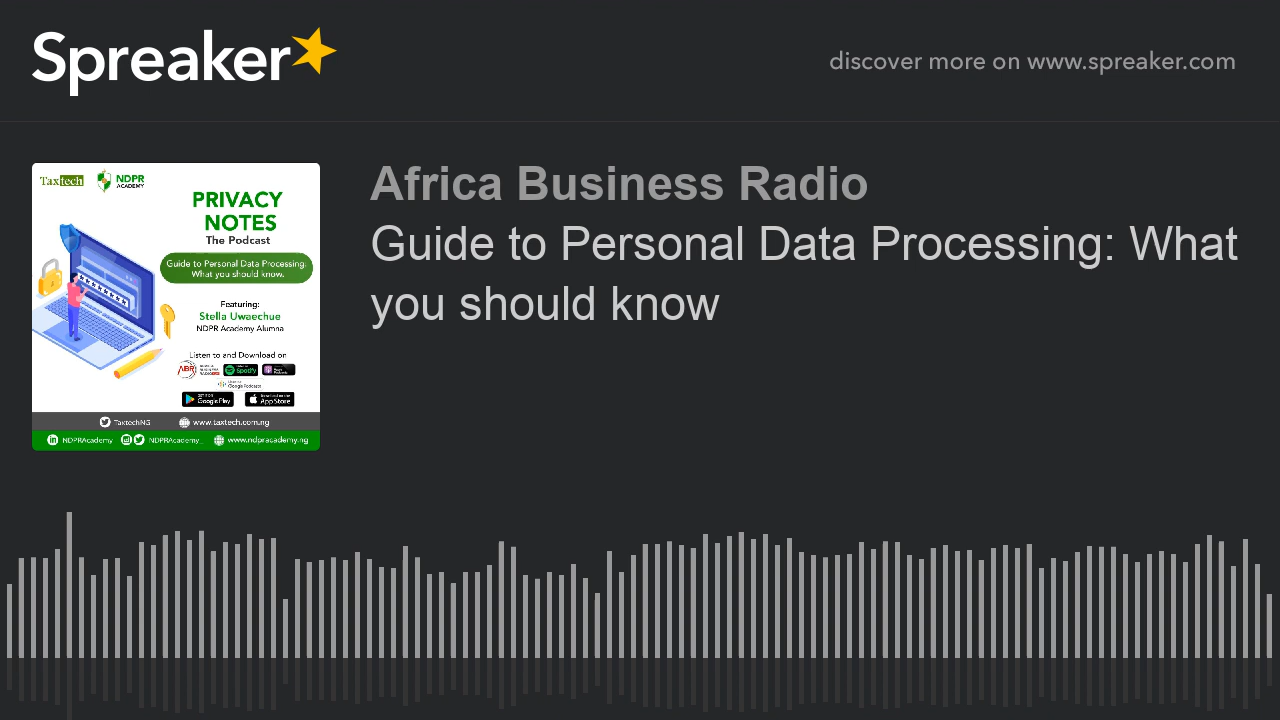 Spreaker
discover more on www.spreaker.com
Africa Business Radio
Guide to Personal Data Processing: What
you should know
Taxtech
NDPR
ACADEMY
PRIVACY
NOTES
The Podcast
Guide to Personal Data Processing:
What you should know.
Featuring:
Stella Uwaechue
NDPR Academy Alumna
Listen to and Download on
ABR
Spotify
Google Podcasts
Google Play
App Store
TaxtechNG
www.taxtech.com.ng
NDPRAcademy
NDPRAcademy_
www.ndpracademy.ng